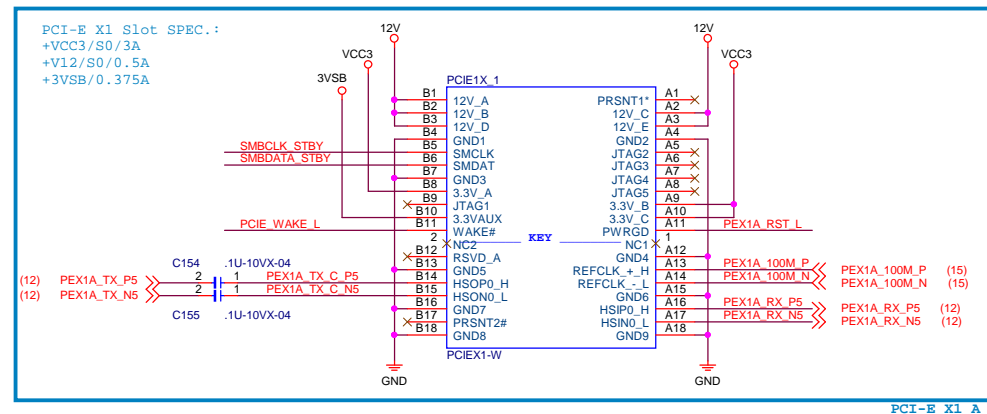 PCI-E X1 Slot SPEC.:
+VCC3/S0/3A
+V12/S0/0.5A
+3VSB/0.375A
12V
VCC3
3VSB
12V
VCC3
PCIE1X_1
B1 12V_A PRSNT1* A1
B2 12V_B 12V_C A2
B3 12V_D 12V_E A3
B4 GND1 GND2 A4
SMBCLK_STBY B5 SMCLK JTAG2 A5
SMBDATA_STBY B6 SMDAT JTAG3 A6
B7 GND3 JTAG4 A7
B8 3.3V_A JTAG5 A8
B9 JTAG1 3.3V_B A9
B10 3.3VAUX 3.3V_C A10
PCIE_WAKE_L B11 WAKE# PWRGD A11 PEX1A_RST_L
2 NC2 KEY NC1 1
B12 RSVD_A GND4 A12
C154 .1U-10VX-04 B13 GND5 REFCLK_+_H A13 PEX1A_100M_P PEX1A_100M_P (15)
(12) PEX1A_TX_P5 2 1 PEX1A_TX_C_P5 B14 HSOP0_H REFCLK_-_L A14 PEX1A_100M_N PEX1A_100M_N (15)
(12) PEX1A_TX_N5 2 1 PEX1A_TX_C_N5 B15 HSON0_L GND6 A15
C155 .1U-10VX-04 B16 GND7 HSIP0_H A16 PEX1A_RX_P5 PEX1A_RX_P5 (12)
B17 PRSNT2# HSIN0_L A17 PEX1A_RX_N5 PEX1A_RX_N5 (12)
B18 GND8 GND9 A18
PCIEX1-W
GND
GND
PCI-E X1 A